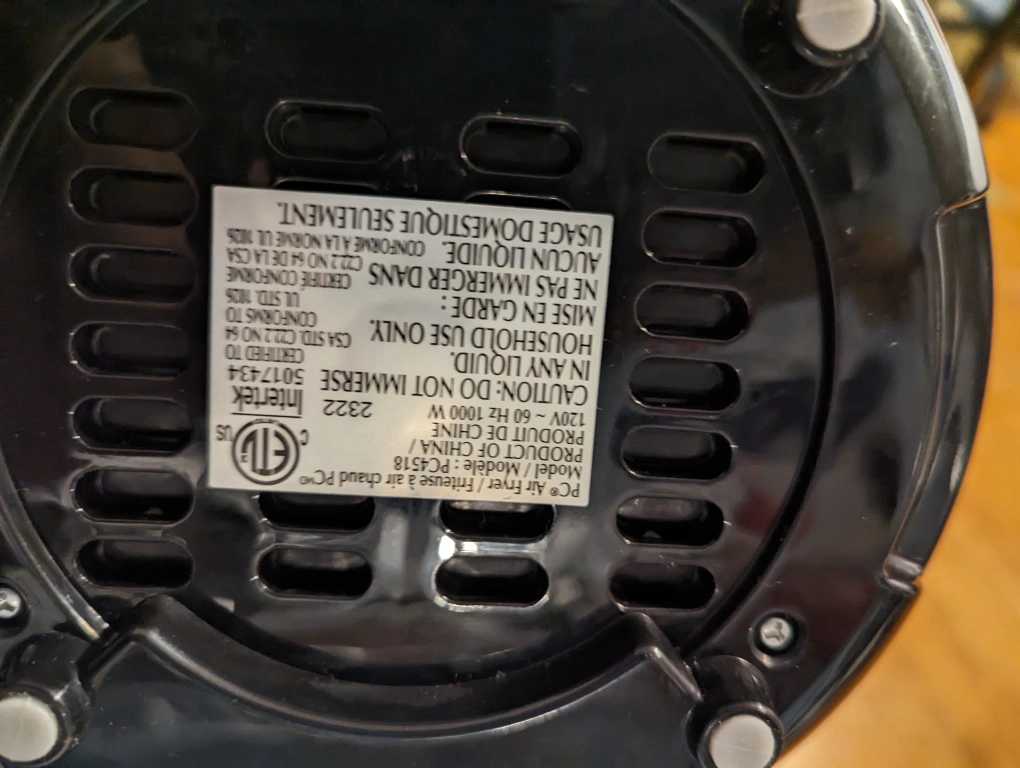 PC® Air Fryer / Friteuse à air chaud PCMD
Model / Modèle : PC4518
PRODUCT OF CHINA /
PRODUIT DE CHINE
120V ~ 60 Hz 1000 W
CAUTION: DO NOT IMMERSE
IN ANY LIQUID.
HOUSEHOLD USE ONLY.
MISE EN GARDE :
NE PAS IMMERGER DANS
AUCUN LIQUIDE.
USAGE DOMESTIQUE SEULEMENT.
2322
C ETL US
Intertek
5017434
CERTIFIED TO
CSA STD. C22.2 NO 64
CONFORMS TO
UL STD. 1026
CERTIFIÉ CONFORME
C22.2 NO 64 DE LA CSA
CONFORME A LA NORME UL 1026